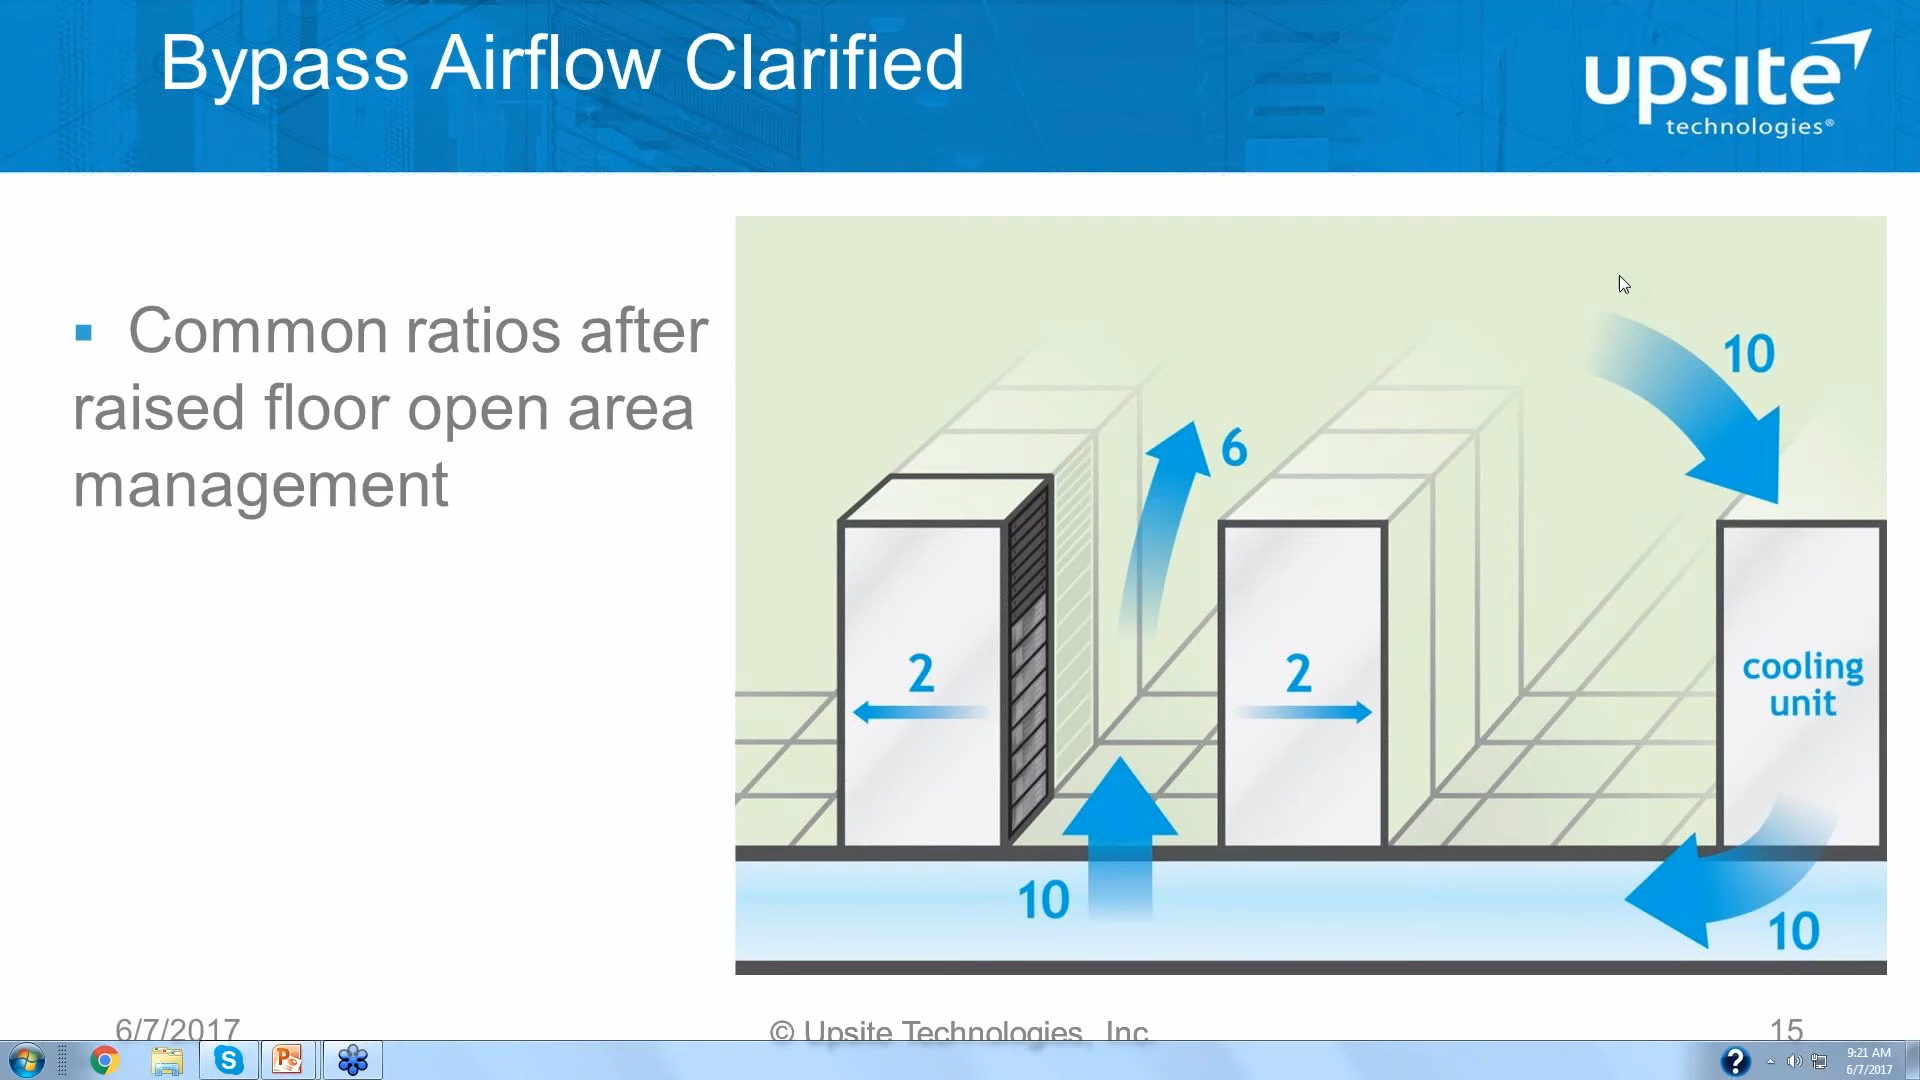 Bypass Airflow Clarified
upsite
technologies®
▪ Common ratios after
raised floor open area
management
10
6
2
2
cooling
unit
10
10
6/7/2017
© Upsite Technologies, Inc
15
9:21 AM
6/7/2017